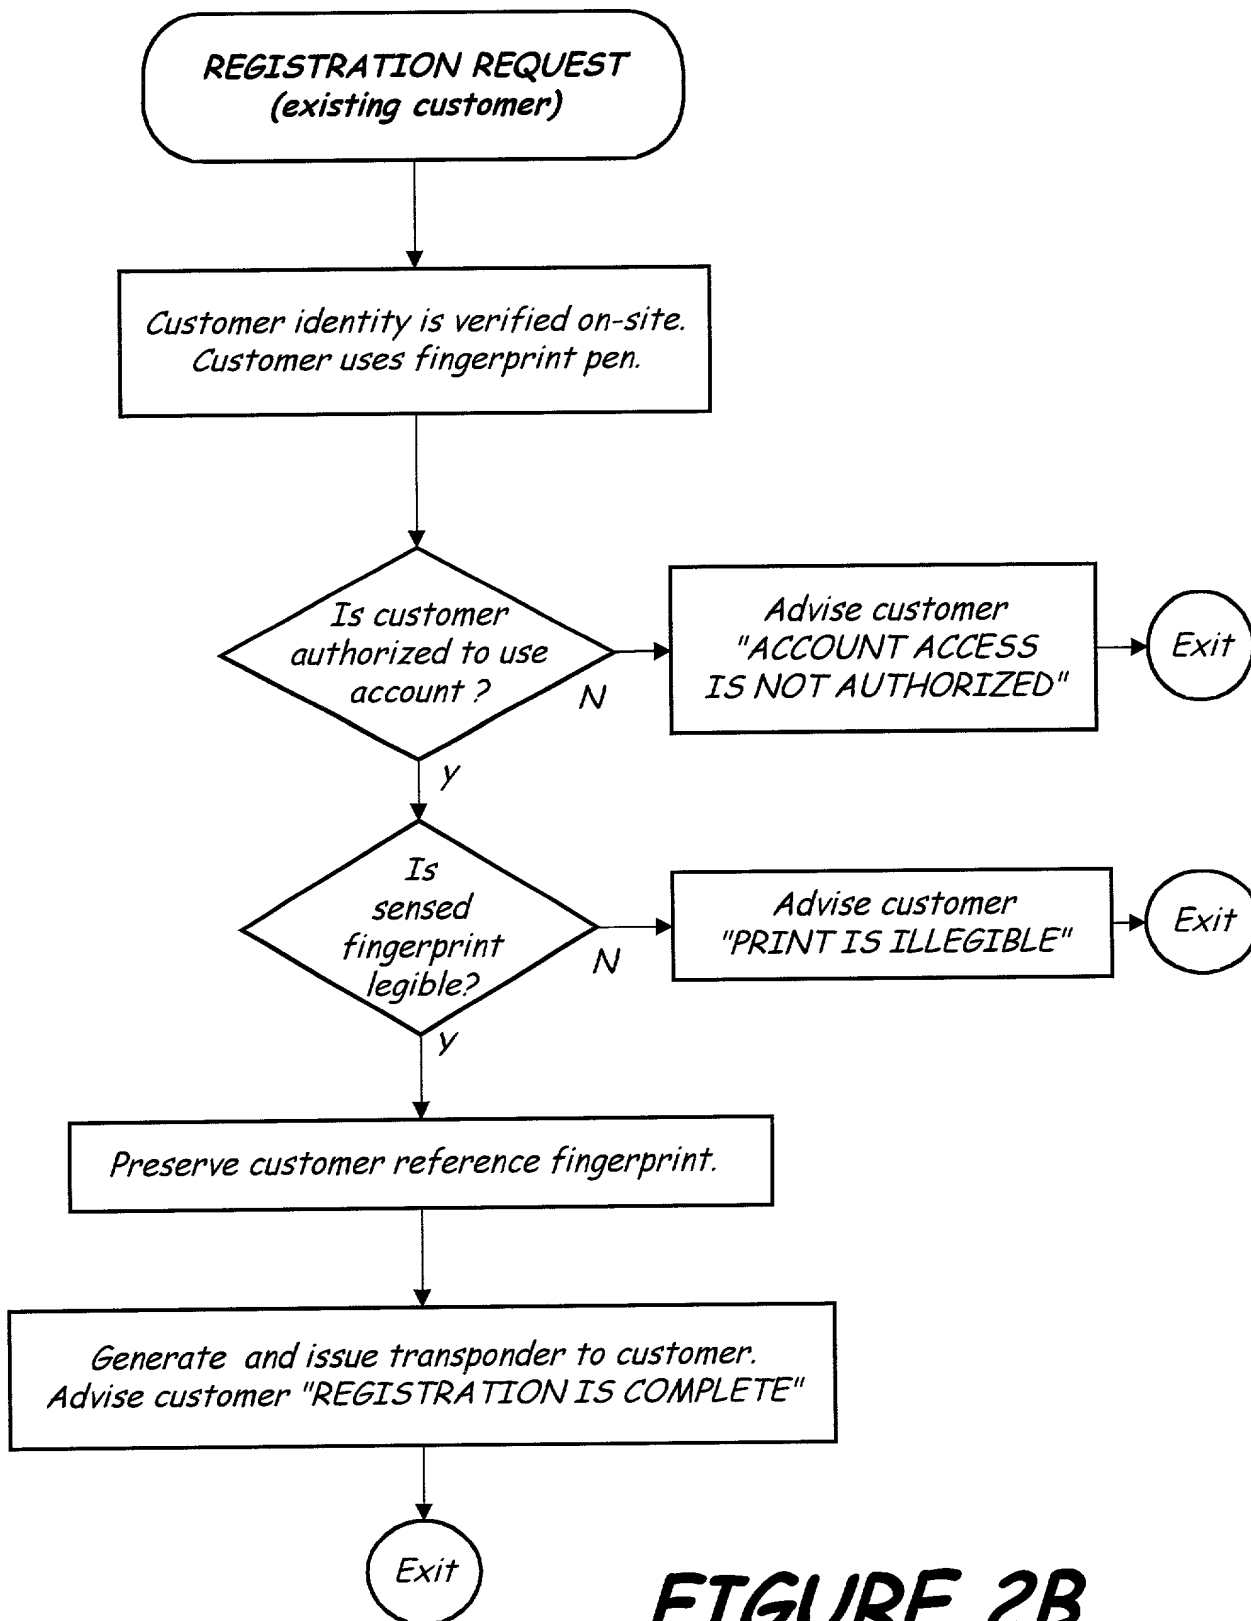 REGISTRATION REQUEST
(existing customer)
Customer identity is verified on-site.
Customer uses fingerprint pen.
Is customer
authorized to use
account ?
N
Advise customer
"ACCOUNT ACCESS
IS NOT AUTHORIZED"
Exit
y
Is
sensed
fingerprint
legible?
N
Advise customer
"PRINT IS ILLEGIBLE"
Exit
y
Preserve customer reference fingerprint.
Generate and issue transponder to customer.
Advise customer "REGISTRATION IS COMPLETE"
Exit
FIGURE 2B